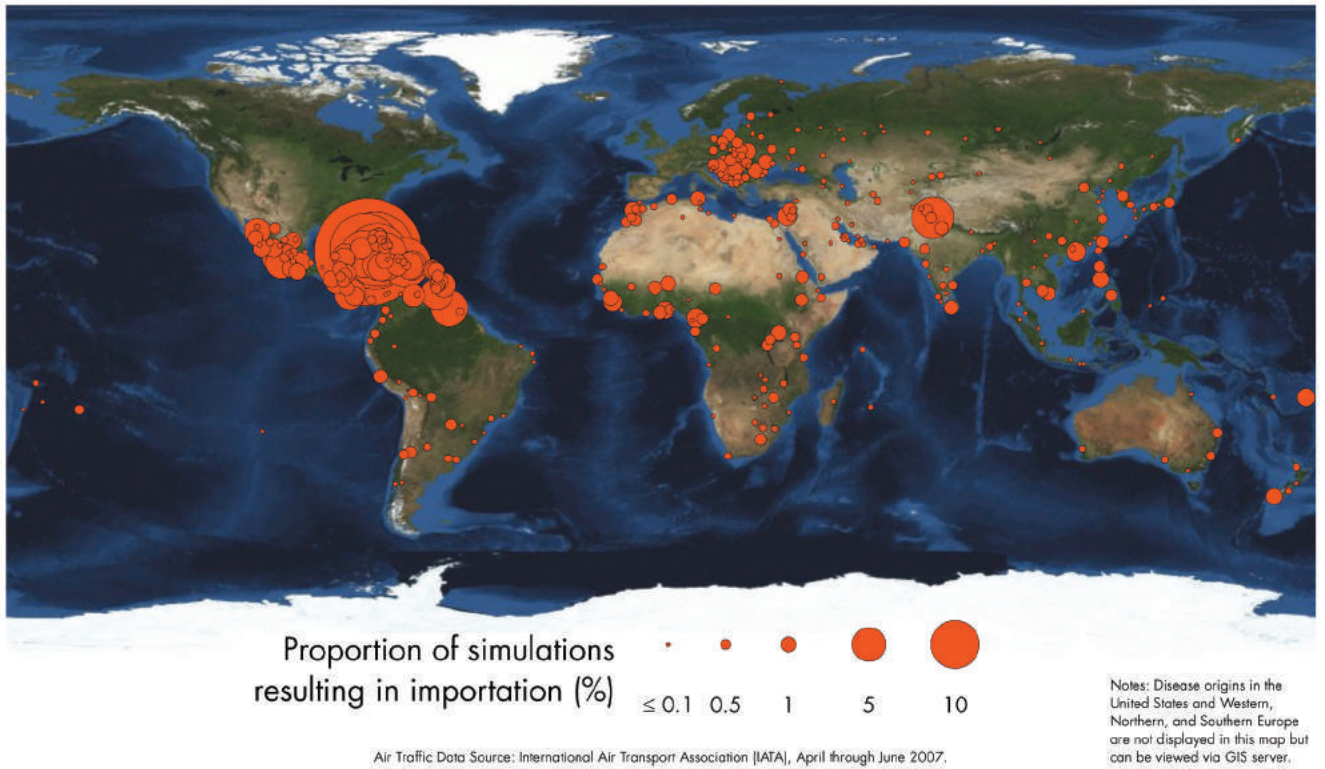 Proportion of simulations
resulting in importation (%)
≤ 0.1 0.5 1 5 10
Notes: Disease origins in the
United States and Western,
Northern, and Southern Europe
are not displayed in this map but
can be viewed via GIS server.
Air Traffic Data Source: International Air Transport Association (IATA), April through June 2007.